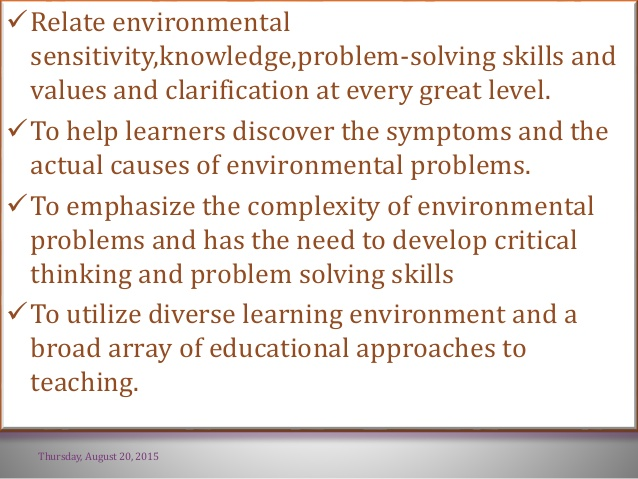 ✓Relate environmental
sensitivity,knowledge,problem-solving skills and
values and clarification at every great level.
✓To help learners discover the symptoms and the
actual causes of environmental problems.
✓To emphasize the complexity of environmental
problems and has the need to develop critical
thinking and problem solving skills
✓To utilize diverse learning environment and a
broad array of educational approaches to
teaching.
Thursday, August 20, 2015